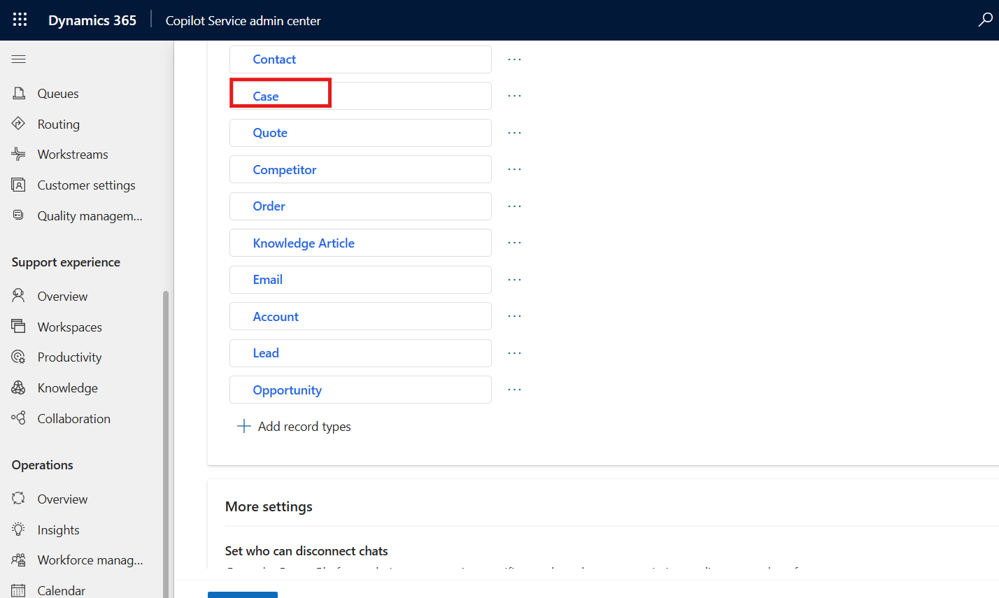 Dynamics 365
Copilot Service admin center
Queues
Routing
Workstreams
Customer settings
Quality managem...
Support experience
Overview
Workspaces
Productivity
Knowledge
Collaboration
Operations
Overview
Insights
Workforce manag...
Calendar
Contact
Case
Quote
Competitor
Order
Knowledge Article
Email
Account
Lead
Opportunity
Add record types
More settings
Set who can disconnect chats